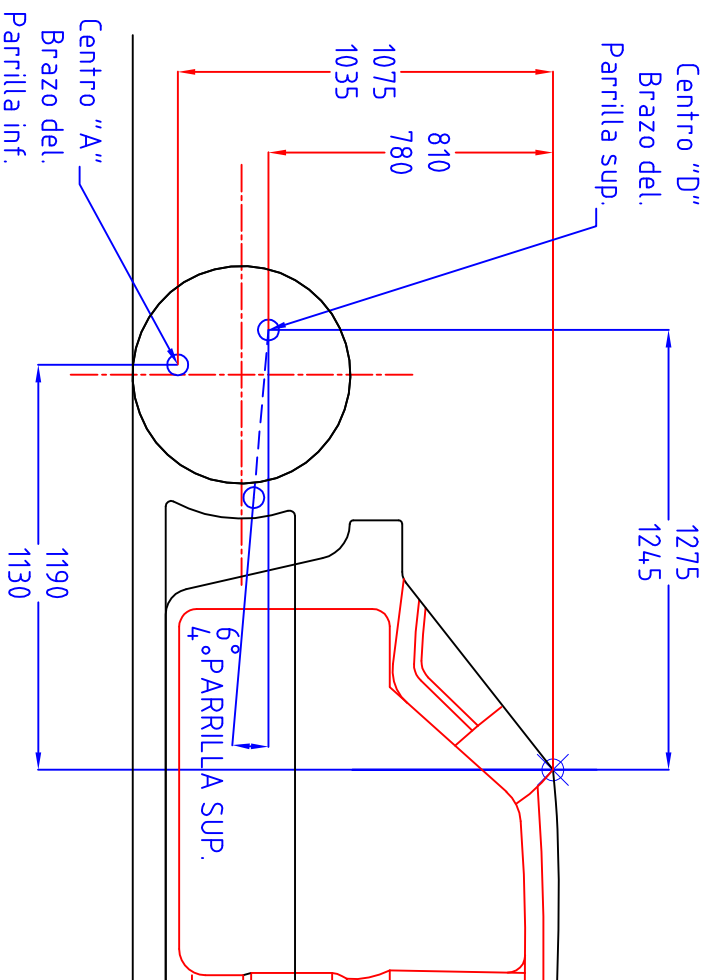 Centro "D"
Brazo del.
Parrilla sup.
1275
1245
810
780
1075
1035
Centro "A"
Brazo del.
Parrilla inf.
6°
4° PARRILLA SUP.
1190
1130